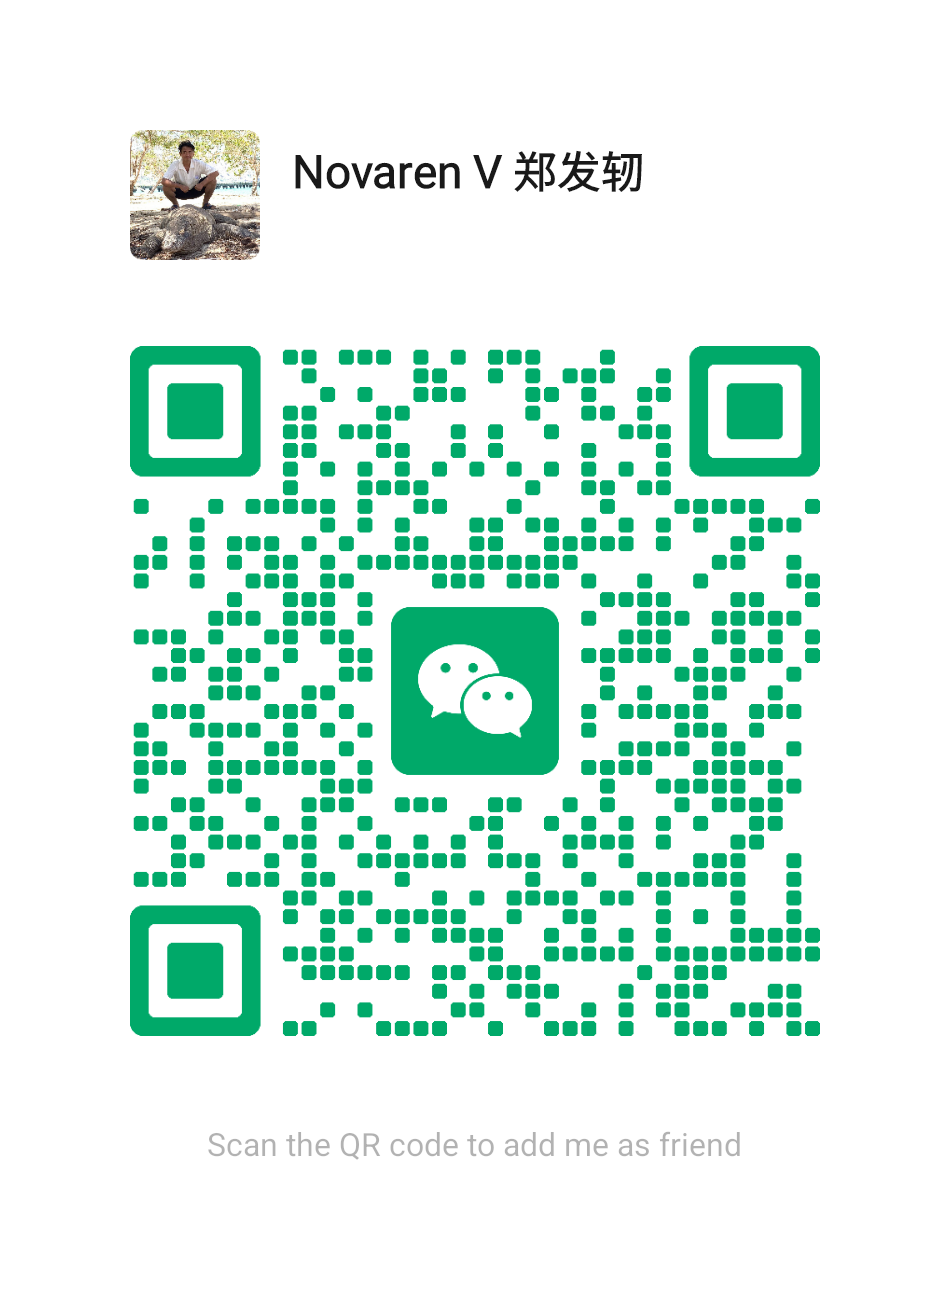 Novaren V 郑发轫
Scan the QR code to add me as friend